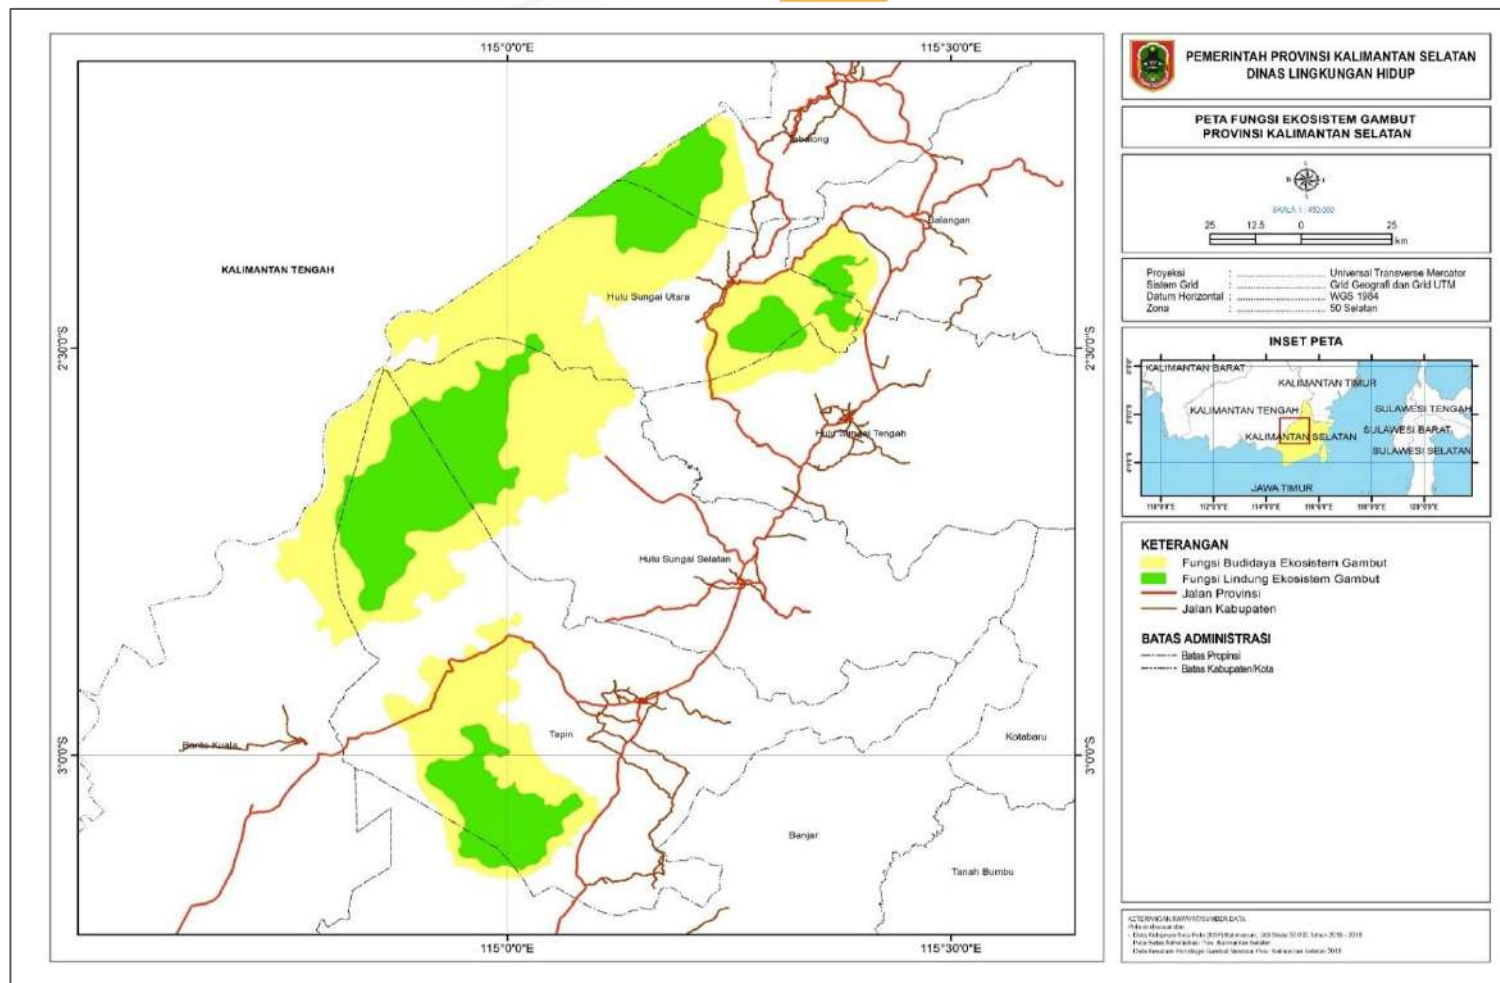 115°0'0"E
115°30'0"E
Tabalong
Balangan
KALIMANTAN TENGAH
Hulu Sungai Utara
2°30'0"S
2°30'0"S
Hulu Sungai Tengah
Hulu Sungai Selatan
Tapin
Barito Kuala
Kotabaru
3°0'0"S
3°0'0"S
Banjar
Tanah Bumbu
115°0'0"E
115°30'0"E
PEMERINTAH PROVINSI KALIMANTAN SELATAN
DINAS LINGKUNGAN HIDUP
PETA FUNGSI EKOSISTEM GAMBUT
PROVINSI KALIMANTAN SELATAN
SKALA 1 : 450.000
25 12.5 0 25
km
Proyeksi : Universal Transverse Mercator
Sistem Grid : Grid Geografi dan Grid UTM
Datum Horizontal : WGS 1984
Zona : 50 Selatan
INSET PETA
KALIMANTAN BARAT
KALIMANTAN TIMUR
KALIMANTAN TENGAH
SULAWESI TENGAH
SULAWESI BARAT
KALIMANTAN SELATAN
SULAWESI SELATAN
JAWA TIMUR
KETERANGAN
Fungsi Budidaya Ekosistem Gambut
Fungsi Lindung Ekosistem Gambut
Jalan Provinsi
Jalan Kabupaten
BATAS ADMINISTRASI
Batas Propinsi
Batas Kabupaten/Kota